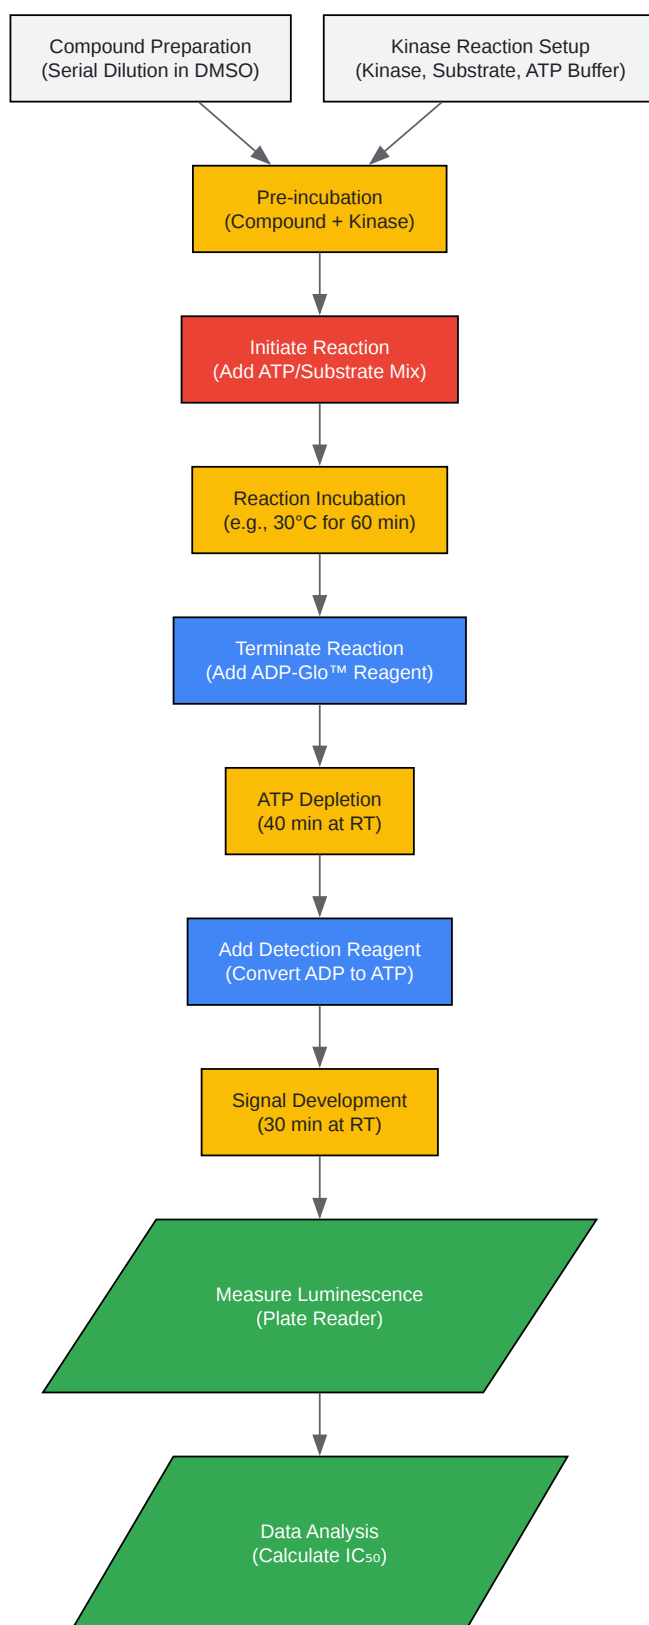 Compound Preparation
(Serial Dilution in DMSO)
Kinase Reaction Setup
(Kinase, Substrate, ATP Buffer)
Pre-incubation
(Compound + Kinase)
Initiate Reaction
(Add ATP/Substrate Mix)
Reaction Incubation
(e.g., 30°C for 60 min)
Terminate Reaction
(Add ADP-Glo™ Reagent)
ATP Depletion
(40 min at RT)
Add Detection Reagent
(Convert ADP to ATP)
Signal Development
(30 min at RT)
Measure Luminescence
(Plate Reader)
Data Analysis
(Calculate IC₅₀)